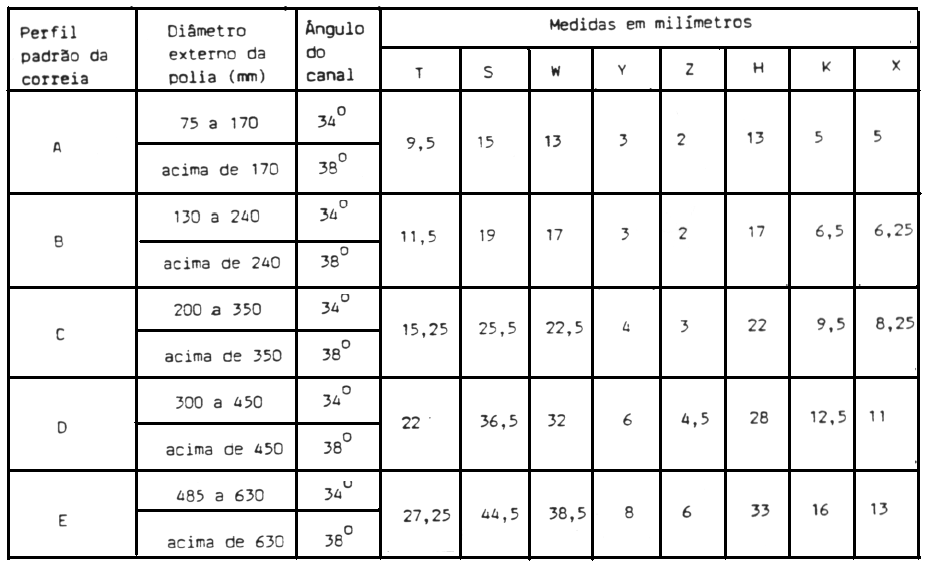 Perfil padrão da correia | Diâmetro externo da polia (mm) | Ângulo do canal | Medidas em milímetros
T | S | W | Y | Z | H | K | X
A | 75 a 170 | 34° | 9,5 | 15 | 13 | 3 | 2 | 13 | 5 | 5
acima de 170 | 38°
B | 130 a 240 | 34° | 11,5 | 19 | 17 | 3 | 2 | 17 | 6,5 | 6,25
acima de 240 | 38°
C | 200 a 350 | 34° | 15,25 | 25,5 | 22,5 | 4 | 3 | 22 | 9,5 | 8,25
acima de 350 | 38°
D | 300 a 450 | 34° | 22 | 36,5 | 32 | 6 | 4,5 | 28 | 12,5 | 11
acima de 450 | 38°
E | 485 a 630 | 34° | 27,25 | 44,5 | 38,5 | 8 | 6 | 33 | 16 | 13
acima de 630 | 38°